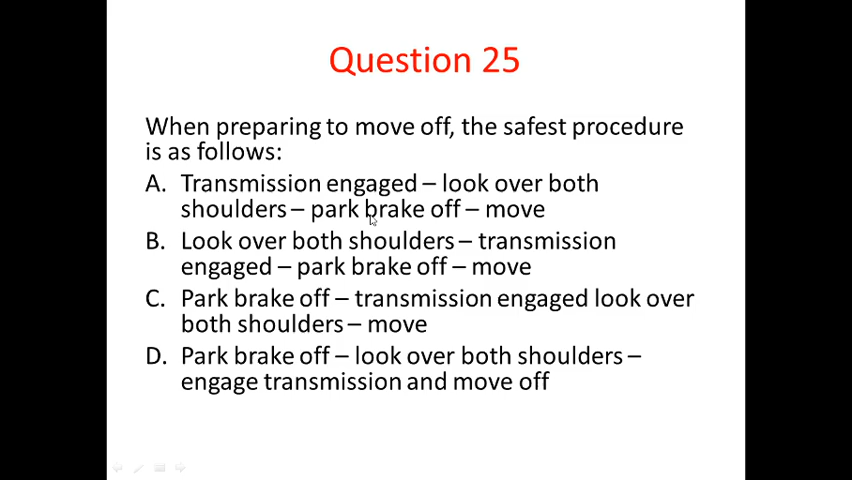 Question 25
When preparing to move off, the safest procedure
is as follows:
A. Transmission engaged – look over both
shoulders – park brake off – move
B. Look over both shoulders – transmission
engaged – park brake off – move
C. Park brake off – transmission engaged look over
both shoulders – move
D. Park brake off – look over both shoulders –
engage transmission and move off